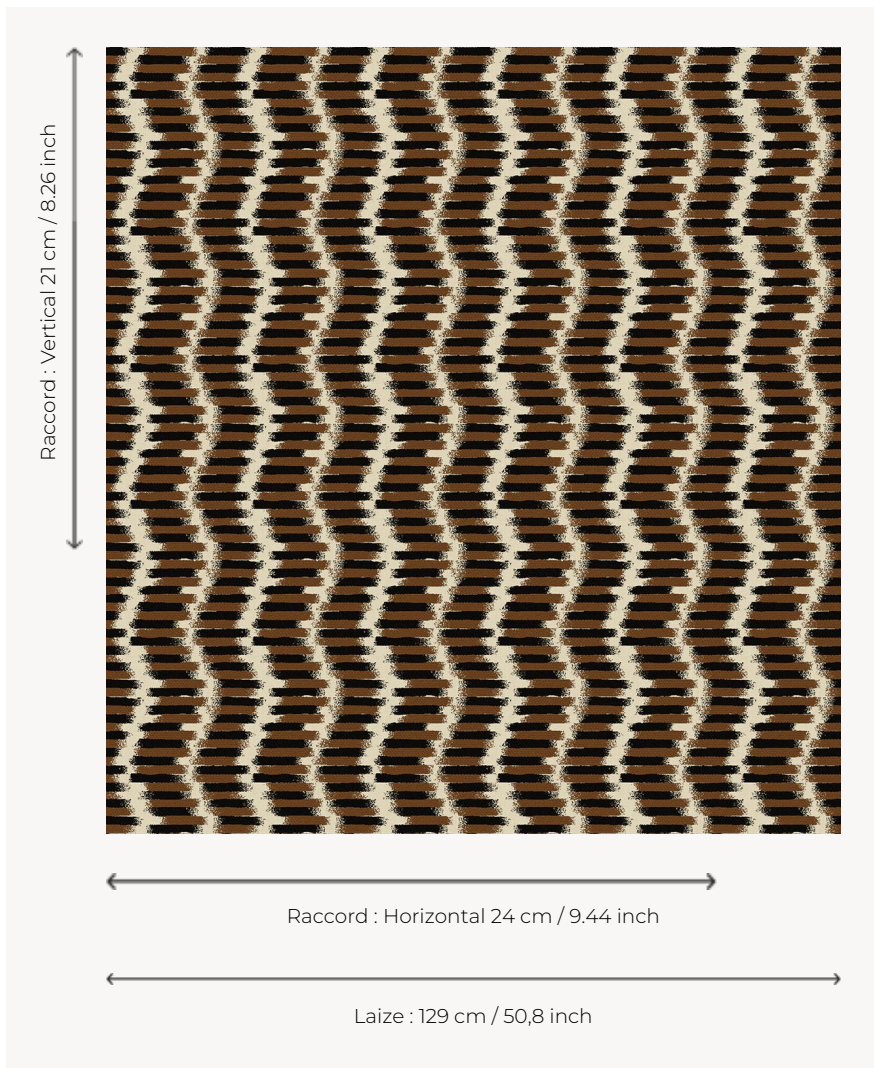 Raccord : Vertical 21 cm / 8.26 inch
Raccord : Horizontal 24 cm / 9.44 inch
Laize : 129 cm / 50,8 inch